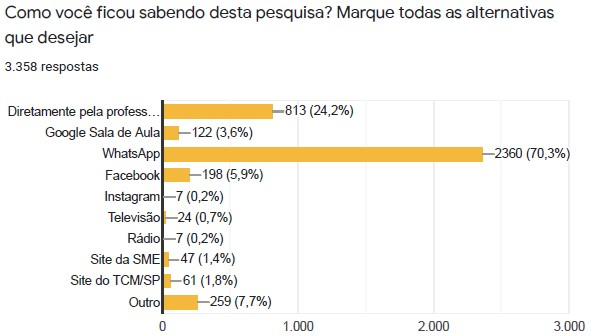 Como você ficou sabendo desta pesquisa? Marque todas as alternativas
que desejar
3.358 respostas
Diretamente pela profess… 813 (24,2%)
Google Sala de Aula 122 (3,6%)
WhatsApp 2360 (70,3%)
Facebook 198 (5,9%)
Instagram 7 (0,2%)
Televisão 24 (0,7%)
Rádio 7 (0,2%)
Site da SME 47 (1,4%)
Site do TCM/SP 61 (1,8%)
Outro 259 (7,7%)
0 1.000 2.000 3.000